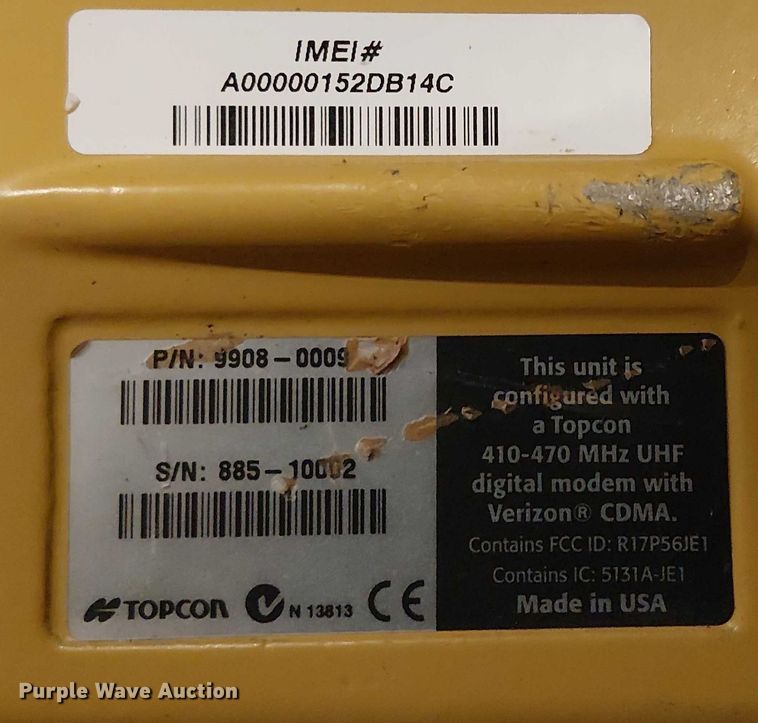 IMEI#
A00000152DB14C
P/N: 9908-0009
S/N: 885-10002
TOPCON
N 13813
CE
This unit is
configured with
a Topcon
410-470 MHz UHF
digital modem with
Verizon® CDMA.
Contains FCC ID: R17P56JE1
Contains IC: 5131A-JE1
Made in USA
Purple Wave Auction